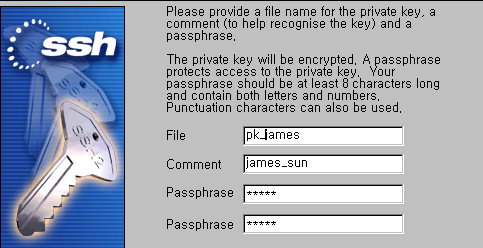 ssh
SSH2
Please provide a file name for the private key, a
comment (to help recognise the key) and a
passphrase.
The private key will be encrypted. A passphrase
protects access to the private key. Your
passphrase should be at least 8 characters long
and contain both letters and numbers.
Punctuation characters can also be used.
File pk_james
Comment james_sun
Passphrase *****
Passphrase *****